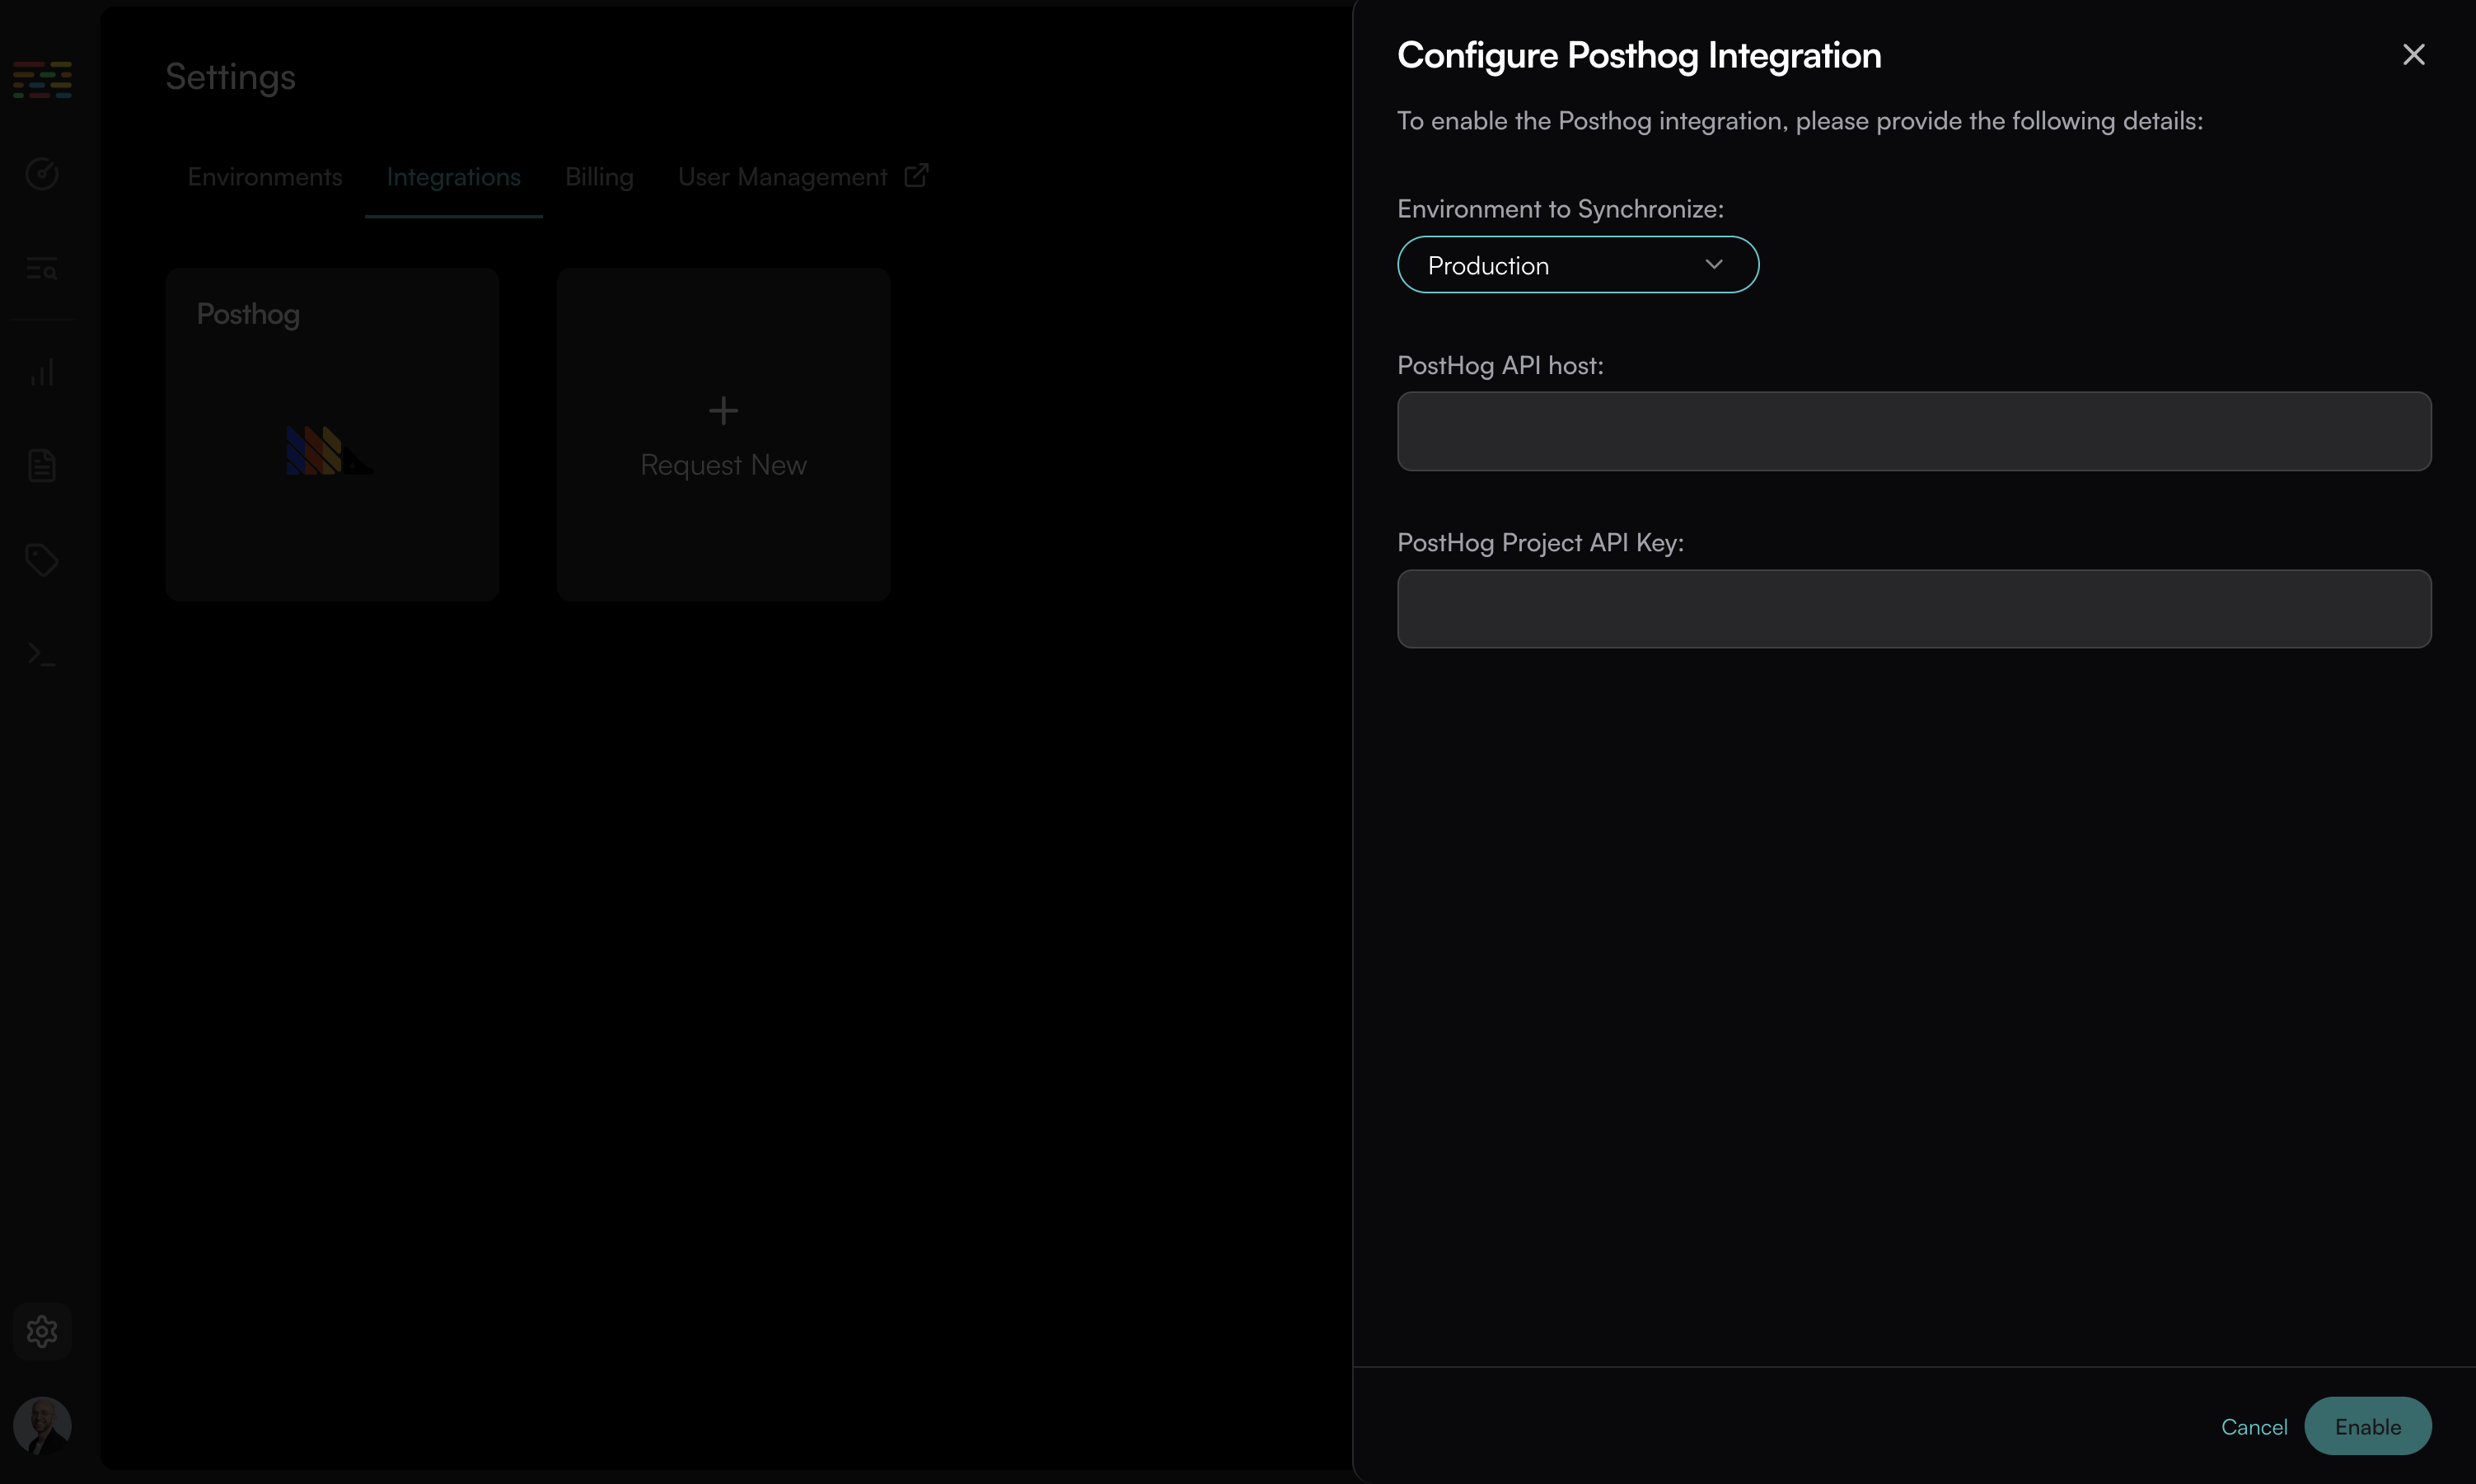 Settings
Environments Integrations Billing User Management
Posthog
Request New
Configure Posthog Integration
To enable the Posthog integration, please provide the following details:
Environment to Synchronize:
Production
PostHog API host:
PostHog Project API Key:
Cancel Enable